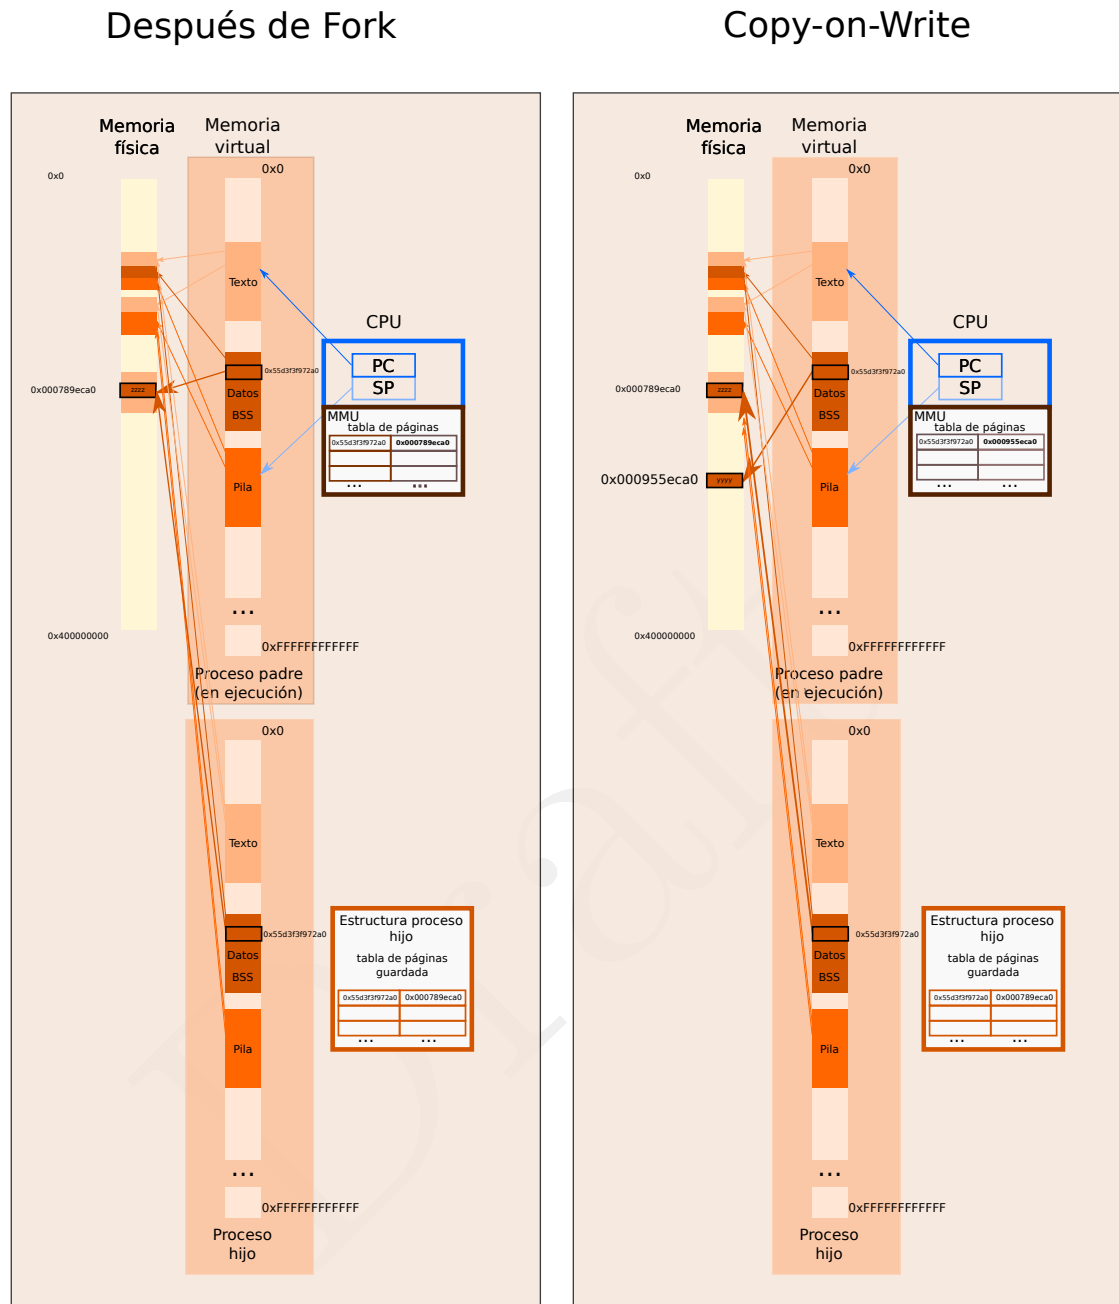 Después de Fork
Memoria
física
Memoria
virtual
0x0
0x0
Texto
CPU
PC
SP
0x55d3f3f972a0
0x000789eca0
zzzz
Datos
BSS
MMU
tabla de páginas
0x55d3f3f972a0 0x000789eca0
... ...
Pila
...
0x400000000
0xFFFFFFFFFFFF
Proceso padre
(en ejecución)
0x0
Texto
0x55d3f3f972a0
Datos
BSS
Estructura proceso
hijo
tabla de páginas
guardada
0x55d3f3f972a0 0x000789eca0
... ...
Pila
...
0xFFFFFFFFFFFF
Proceso
hijo
Copy-on-Write
Memoria
física
Memoria
virtual
0x0
0x0
Texto
CPU
PC
SP
0x55d3f3f972a0
0x000789eca0
zzzz
Datos
BSS
MMU
tabla de páginas
0x55d3f3f972a0 0x000955eca0
... ...
0x000955eca0
yyyy
Pila
...
0x400000000
0xFFFFFFFFFFFF
Proceso padre
(en ejecución)
0x0
Texto
0x55d3f3f972a0
Datos
BSS
Estructura proceso
hijo
tabla de páginas
guardada
0x55d3f3f972a0 0x000789eca0
... ...
Pila
...
0xFFFFFFFFFFFF
Proceso
hijo
Draft